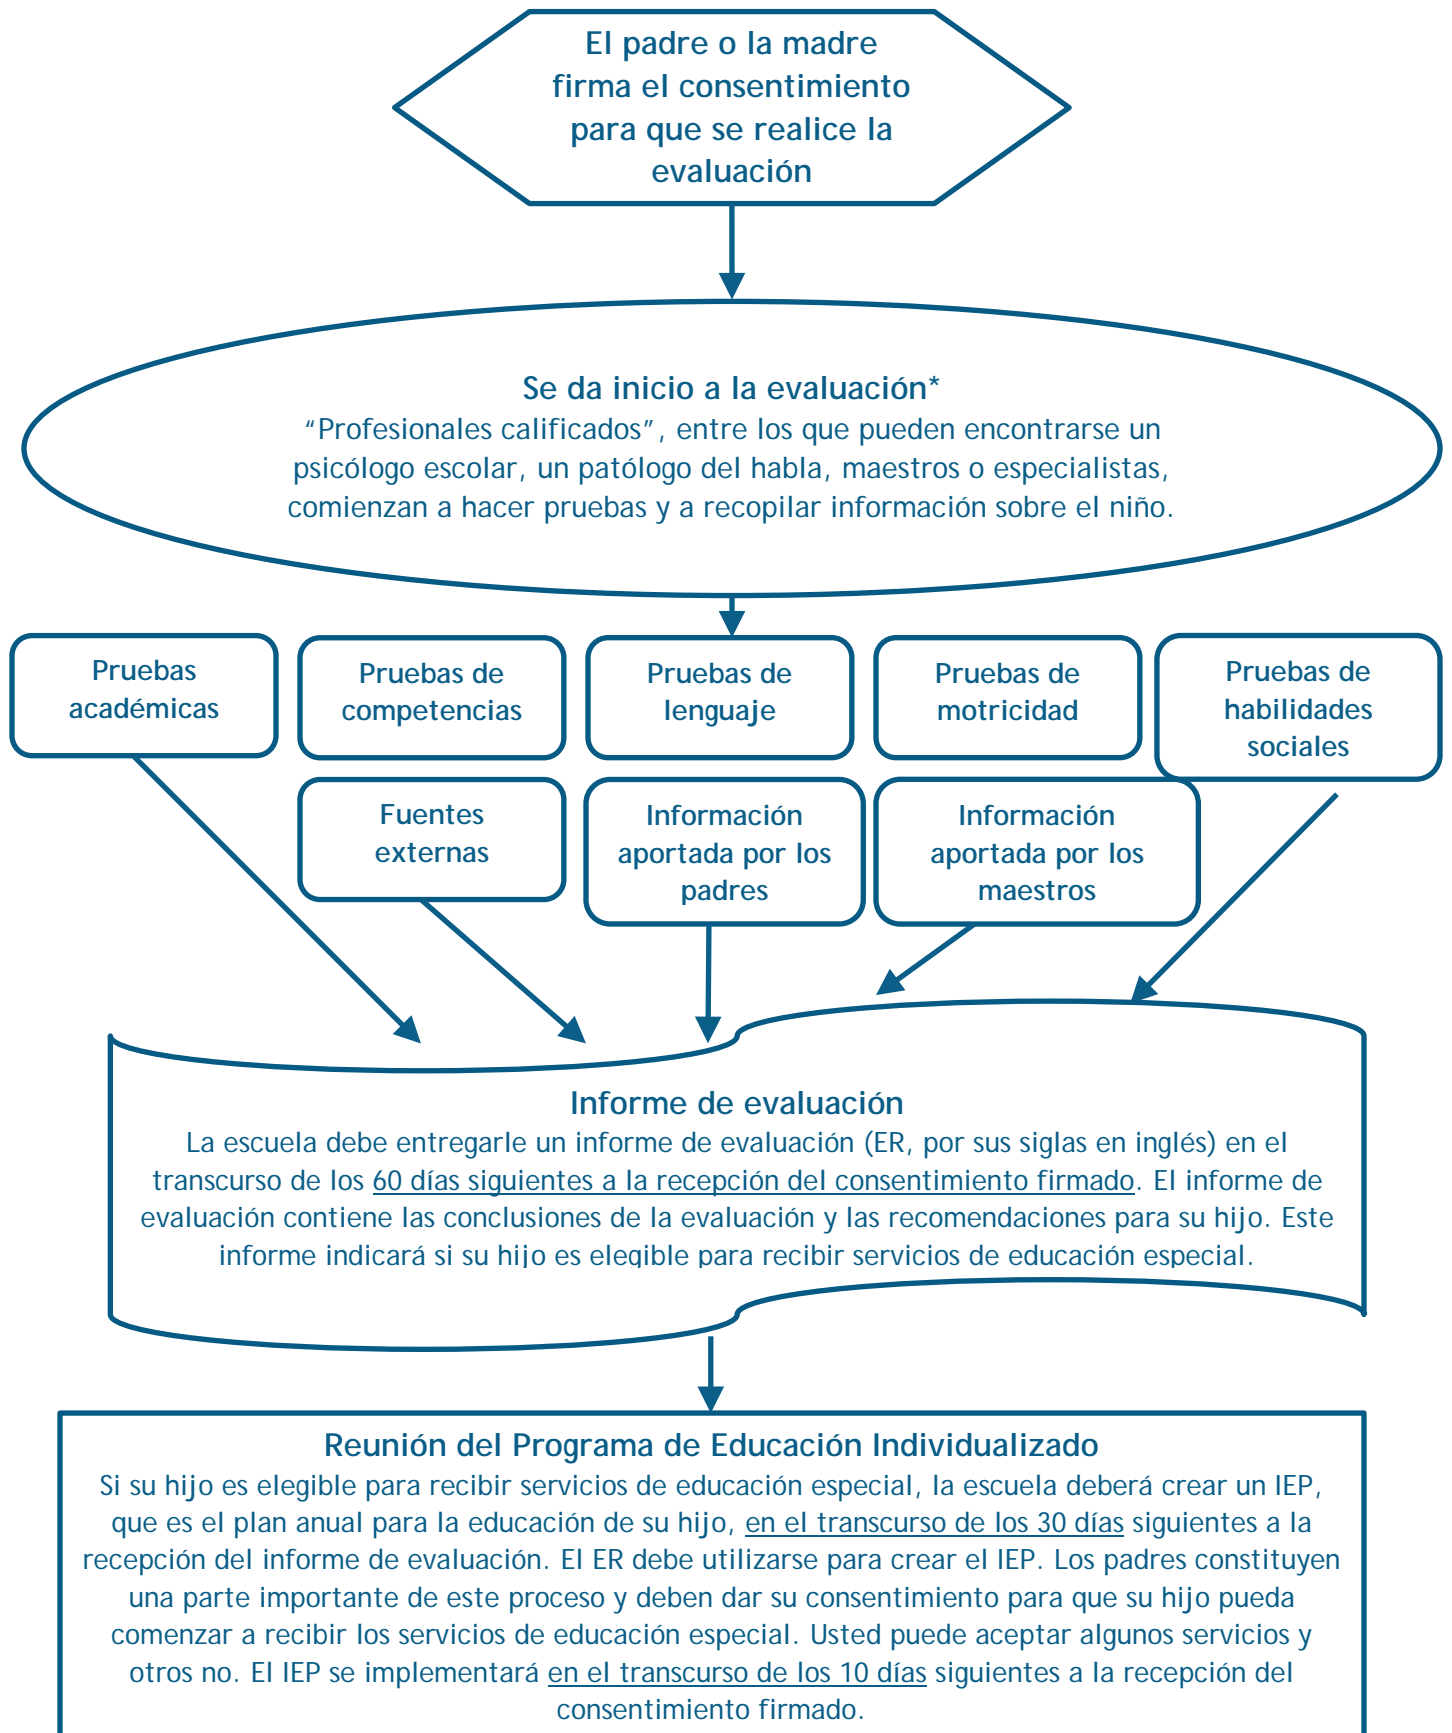 El padre o la madre
firma el consentimiento
para que se realice la
evaluación
Se da inicio a la evaluación*
“Profesionales calificados”, entre los que pueden encontrarse un
psicólogo escolar, un patólogo del habla, maestros o especialistas,
comienzan a hacer pruebas y a recopilar información sobre el niño.
Pruebas
académicas
Pruebas de
competencias
Pruebas de
lenguaje
Pruebas de
motricidad
Pruebas de
habilidades
sociales
Fuentes
externas
Información
aportada por los
padres
Información
aportada por los
maestros
Informe de evaluación
La escuela debe entregarle un informe de evaluación (ER, por sus siglas en inglés) en el
transcurso de los 60 días siguientes a la recepción del consentimiento firmado. El informe de
evaluación contiene las conclusiones de la evaluación y las recomendaciones para su hijo. Este
informe indicará si su hijo es elegible para recibir servicios de educación especial.
Reunión del Programa de Educación Individualizado
Si su hijo es elegible para recibir servicios de educación especial, la escuela deberá crear un IEP,
que es el plan anual para la educación de su hijo, en el transcurso de los 30 días siguientes a la
recepción del informe de evaluación. El ER debe utilizarse para crear el IEP. Los padres constituyen
una parte importante de este proceso y deben dar su consentimiento para que su hijo pueda
comenzar a recibir los servicios de educación especial. Usted puede aceptar algunos servicios y
otros no. El IEP se implementará en el transcurso de los 10 días siguientes a la recepción del
consentimiento firmado.